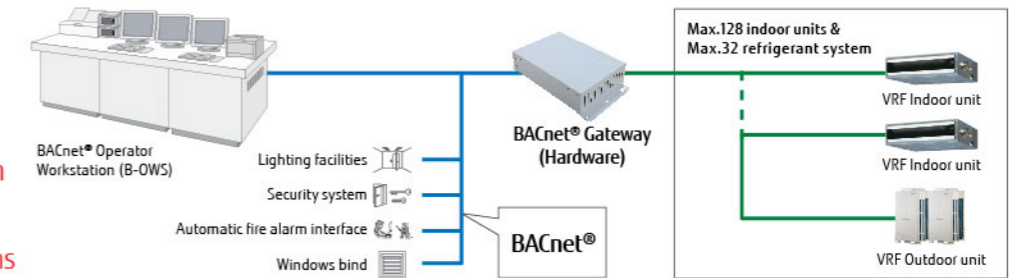 Max.128 indoor units &
Max.32 refrigerant system
VRF Indoor unit
BACnet® Gateway
(Hardware)
VRF Indoor unit
BACnet® Operator
Workstation (B-OWS)
Lighting facilities
Security system
Automatic fire alarm interface
Windows bind
BACnet®
VRF Outdoor unit